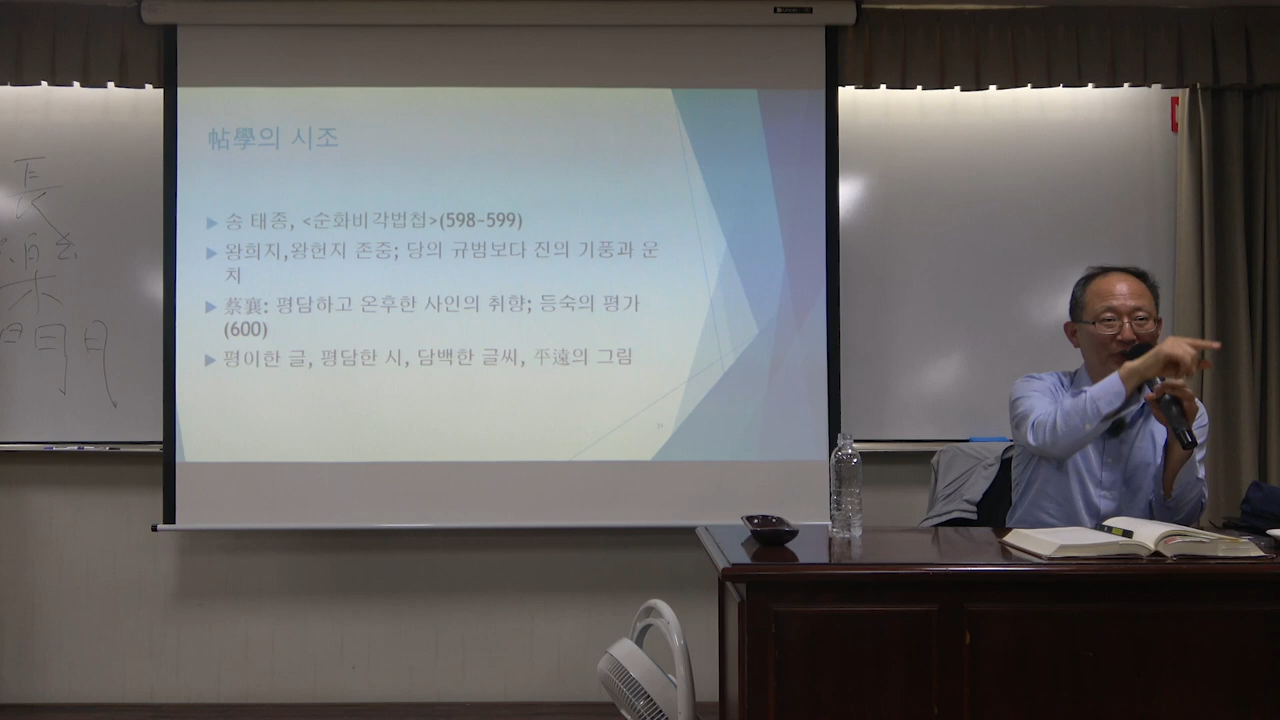 帖學의 시조
▶ 송 태종, <순화비각법첩>(598-599)
▶ 왕희지,왕헌지 존중; 당의 규범보다 진의 기풍과 운
치
▶ 蔡襄: 평담하고 온후한 사인의 취향; 등숙의 평가
(600)
▶ 평이한 글, 평담한 시, 담백한 글씨, 平遠의 그림
長
樂
門